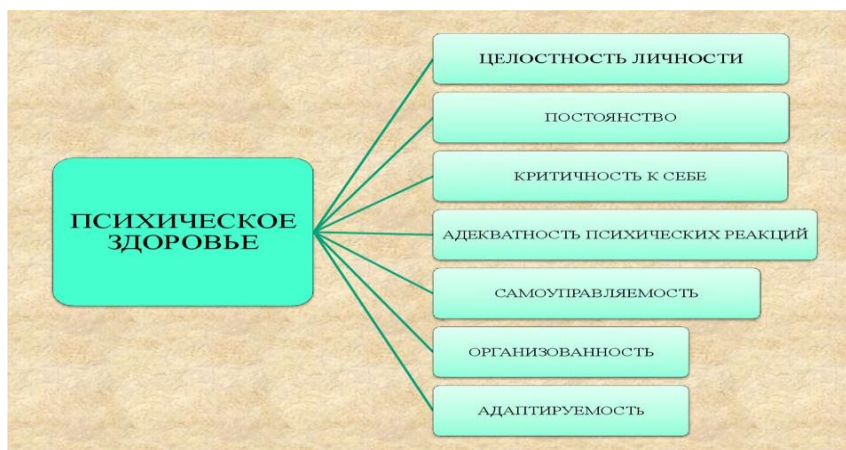 ПСИХИЧЕСКОЕ
ЗДОРОВЬЕ
ЦЕЛОСТНОСТЬ ЛИЧНОСТИ
ПОСТОЯНСТВО
КРИТИЧНОСТЬ К СЕБЕ
АДЕКВАТНОСТЬ ПСИХИЧЕСКИХ РЕАКЦИЙ
САМОУПРАВЛЯЕМОСТЬ
ОРГАНИЗОВАННОСТЬ
АДАПТИРУЕМОСТЬ